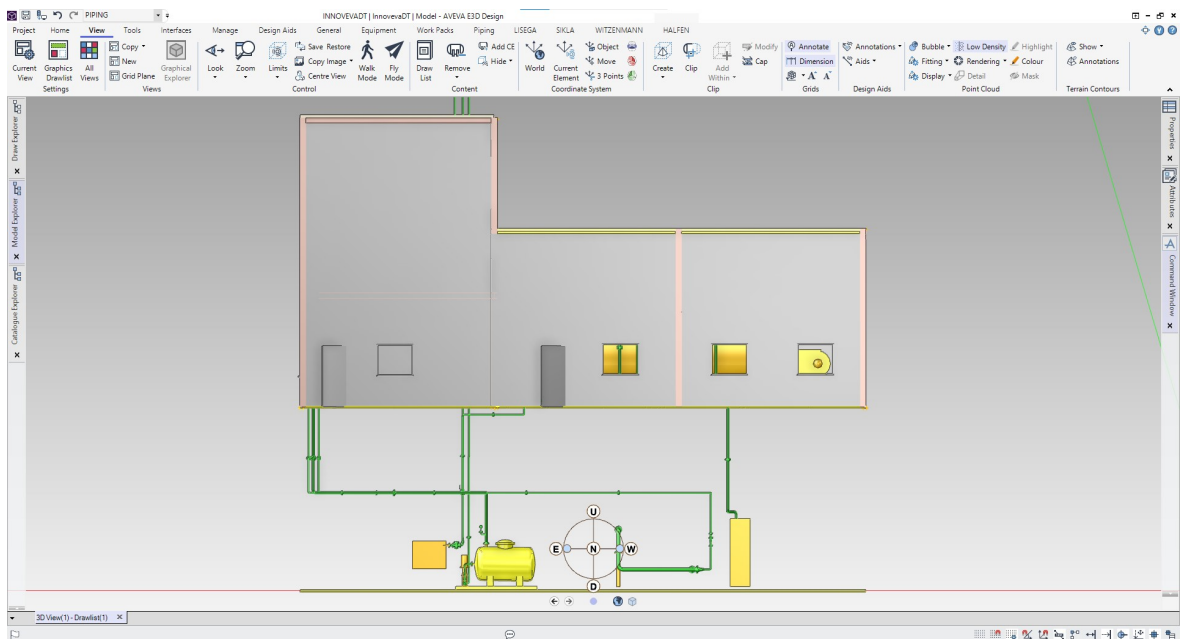 PIPING
INNOVEVADT | InnovevaDT | Model - AVEVA E3D Design
Project Home View Tools Interfaces Manage Design Aids General Equipment Work Packs Piping LISEGA SIKLA WITZENMANN HALFEN
Copy Save Restore Add CE Object Modify Annotate Annotations Bubble Low Density Highlight Show
New Copy Image Hide Move Cap Dimension Aids Fitting Rendering Colour Annotations
Grid Plane Centre View 3 Points Display Detail Mask
Current View Graphics Drawlist All Views Graphical Explorer Look Zoom Limits Walk Mode Fly Mode Draw List Remove World Current Element Create Clip Add Within A A
Settings Views Control Content Coordinate System Clip Grids Design Aids Point Cloud Terrain Contours
Draw Explorer
Model Explorer
Catalogue Explorer
Properties
Attributes
Command Window
U
E N W
D
3D View(1) - Drawlist(1)